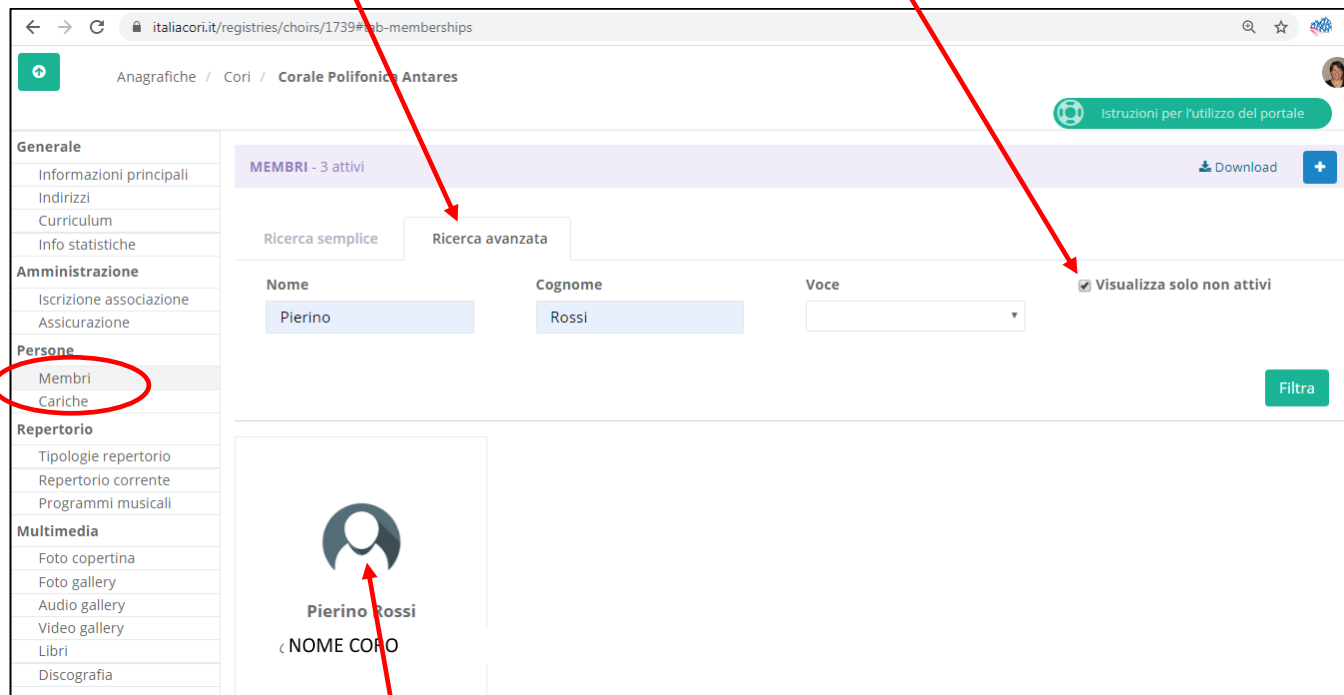 italiacori.it/registries/choirs/1739#tab-memberships
Anagrafiche / Cori / Corale Polifonica Antares
Istruzioni per l'utilizzo del portale
Generale
Informazioni principali
Indirizzi
Curriculum
Info statistiche
Amministrazione
Iscrizione associazione
Assicurazione
Persone
Membri
Cariche
Repertorio
Tipologie repertorio
Repertorio corrente
Programmi musicali
Multimedia
Foto copertina
Foto gallery
Audio gallery
Video gallery
Libri
Discografia
MEMBRI - 3 attivi
Download
Ricerca semplice
Ricerca avanzata
Nome
Cognome
Voce
Visualizza solo non attivi
Pierino
Rossi
Filtra
Pierino Rossi
NOME CORO